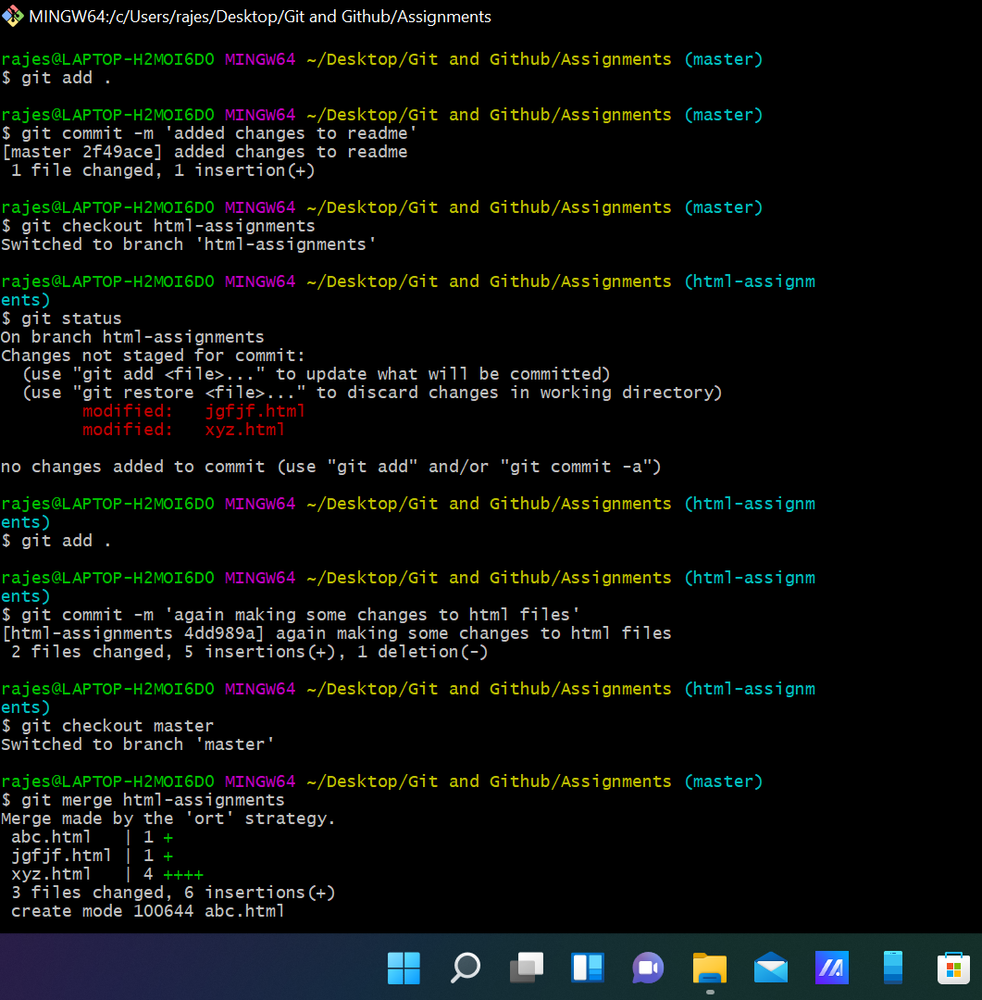 MINGW64:/c/Users/rajes/Desktop/Git and Github/Assignments
rajes@LAPTOP-H2MOI6DO MINGW64 ~/Desktop/Git and Github/Assignments (master)
$ git add .
rajes@LAPTOP-H2MOI6DO MINGW64 ~/Desktop/Git and Github/Assignments (master)
$ git commit -m 'added changes to readme'
[master 2f49ace] added changes to readme
 1 file changed, 1 insertion(+)
rajes@LAPTOP-H2MOI6DO MINGW64 ~/Desktop/Git and Github/Assignments (master)
$ git checkout html-assignments
Switched to branch 'html-assignments'
rajes@LAPTOP-H2MOI6DO MINGW64 ~/Desktop/Git and Github/Assignments (html-assignm
ents)
$ git status
On branch html-assignments
Changes not staged for commit:
  (use "git add <file>..." to update what will be committed)
  (use "git restore <file>..." to discard changes in working directory)
        modified:   jgfjf.html
        modified:   xyz.html
no changes added to commit (use "git add" and/or "git commit -a")
rajes@LAPTOP-H2MOI6DO MINGW64 ~/Desktop/Git and Github/Assignments (html-assignm
ents)
$ git add .
rajes@LAPTOP-H2MOI6DO MINGW64 ~/Desktop/Git and Github/Assignments (html-assignm
ents)
$ git commit -m 'again making some changes to html files'
[html-assignments 4dd989a] again making some changes to html files
 2 files changed, 5 insertions(+), 1 deletion(-)
rajes@LAPTOP-H2MOI6DO MINGW64 ~/Desktop/Git and Github/Assignments (html-assignm
ents)
$ git checkout master
Switched to branch 'master'
rajes@LAPTOP-H2MOI6DO MINGW64 ~/Desktop/Git and Github/Assignments (master)
$ git merge html-assignments
Merge made by the 'ort' strategy.
 abc.html   | 1 +
 jgfjf.html | 1 +
 xyz.html   | 4 ++++
 3 files changed, 6 insertions(+)
 create mode 100644 abc.html